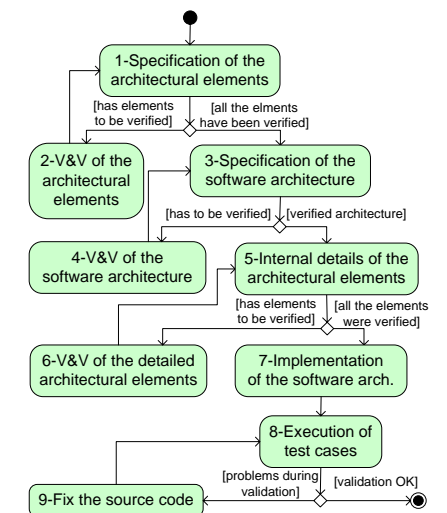 1-Specification of the
architectural elements
[has elements
to be verified]
[all the elments
have been verified]
2-V&V of the
architectural
elements
3-Specification of the
software architecture
[has to be verified]
[verified architecture]
4-V&V of the
software architecture
5-Internal details of the
architectural elements
[has elements
to be verified]
[all the elements
were verified]
6-V&V of the detailed
architectural elements
7-Implementation
of the software arch.
8-Execution of
test cases
[problems during
validation]
[validation OK]
9-Fix the source code